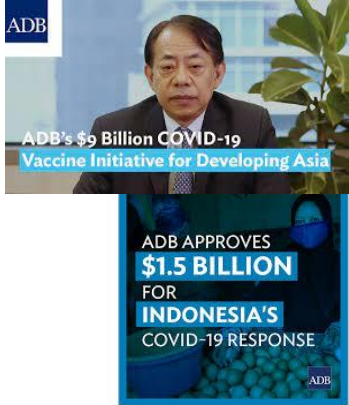 ADB
ADB's $9 Billion COVID-19
Vaccine Initiative for Developing Asia
ADB APPROVES
$1.5 BILLION
FOR
INDONESIA'S
COVID-19 RESPONSE
ADB